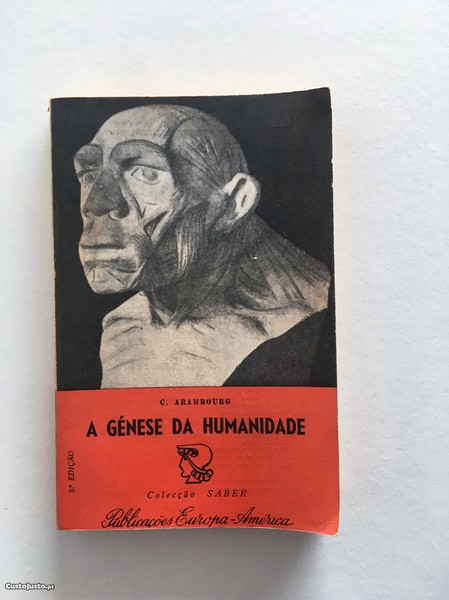 C. ARAMBOURG
A GÉNESE DA HUMANIDADE
3.ª EDIÇÃO
Colecção SABER
Publicações Europa-América
CustoJusto.pt